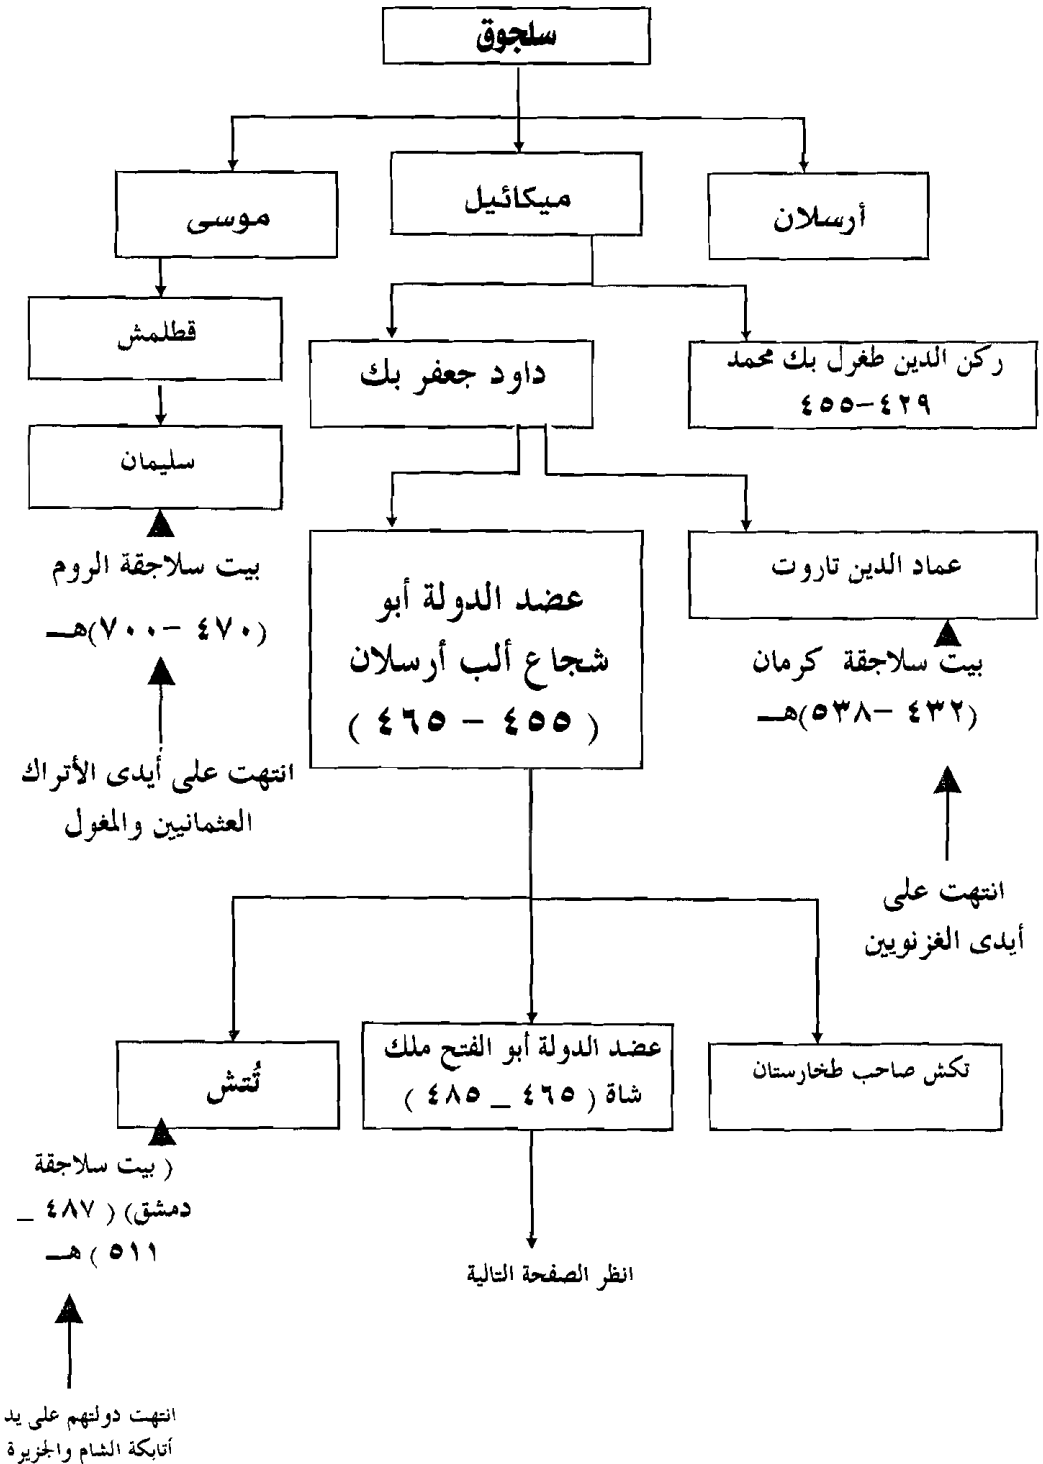 سلجوق
أرسلان
ميكائيل
موسى
قطلمش
ركن الدين طغرل بك محمد
٤٢٩–٤٥٥
داود جعفر بك
سليمان
عماد الدين تاروت
عضد الدولة أبو
شجاع ألب أرسلان
( ٤٥٥ – ٤٦٥ )
بيت سلاجقة الروم
(٤٧٠ –٧٠٠)هـ
بيت سلاجقة كرمان
(٤٣٢ –٥٣٨)هـ
انتهت على أيدى الأتراك
العثمانيين والمغول
انتهت على
أيدى الغزنويين
تكش صاحب طخارستان
عضد الدولة أبو الفتح ملك
شاة ( ٤٦٥ _ ٤٨٥ )
تُتش
( بيت سلاجقة
دمشق) ( ٤٨٧ _
٥١١ ) هـ
انظر الصفحة التالية
انتهت دولتهم على يد
أتابكة الشام والجزيرة